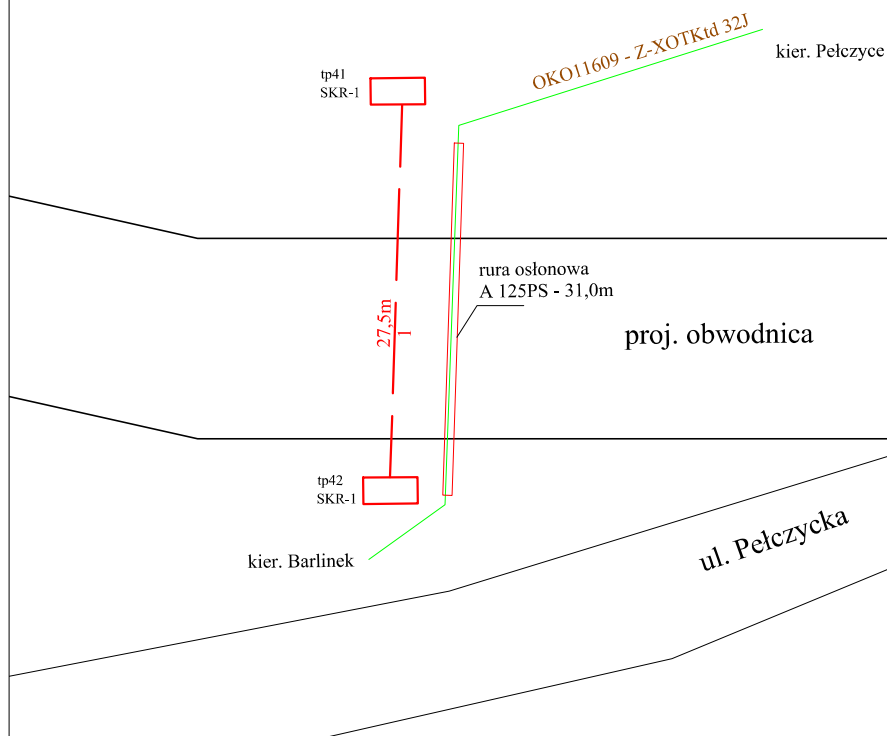 OKO11609 - Z-XOTKtd 32J
kier. Pełczyce
tp41
SKR-1
rura osłonowa
A 125PS - 31,0m
27,5m
1
proj. obwodnica
tp42
SKR-1
kier. Barlinek
ul. Pełczycka